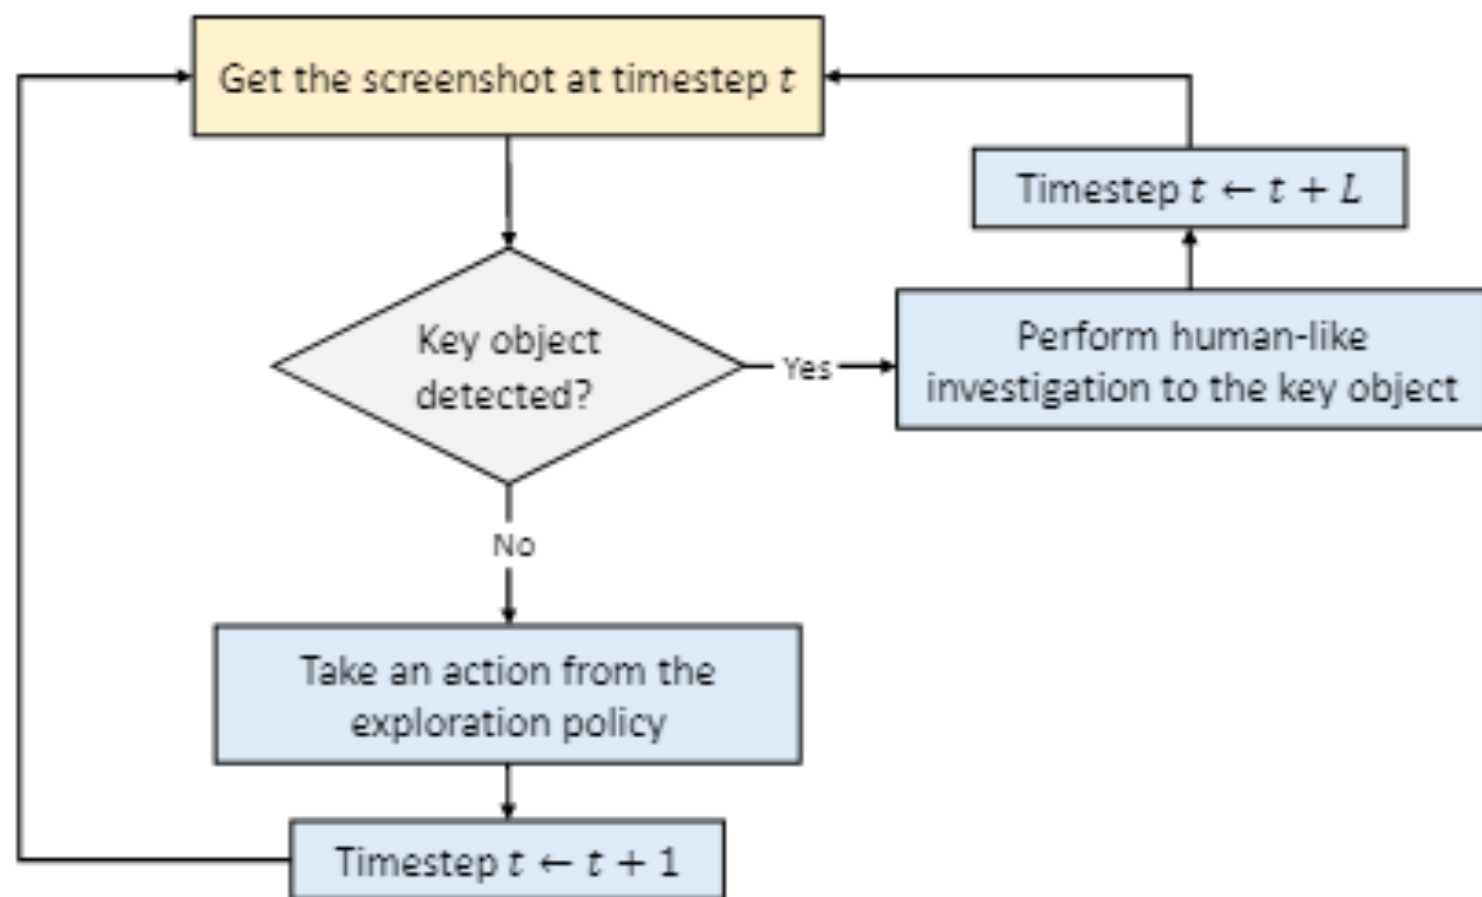 Get the screenshot at timestep t
Timestep t ← t + L
Key object
detected?
Yes
Perform human-like
investigation to the key object
No
Take an action from the
exploration policy
Timestep t ← t + 1